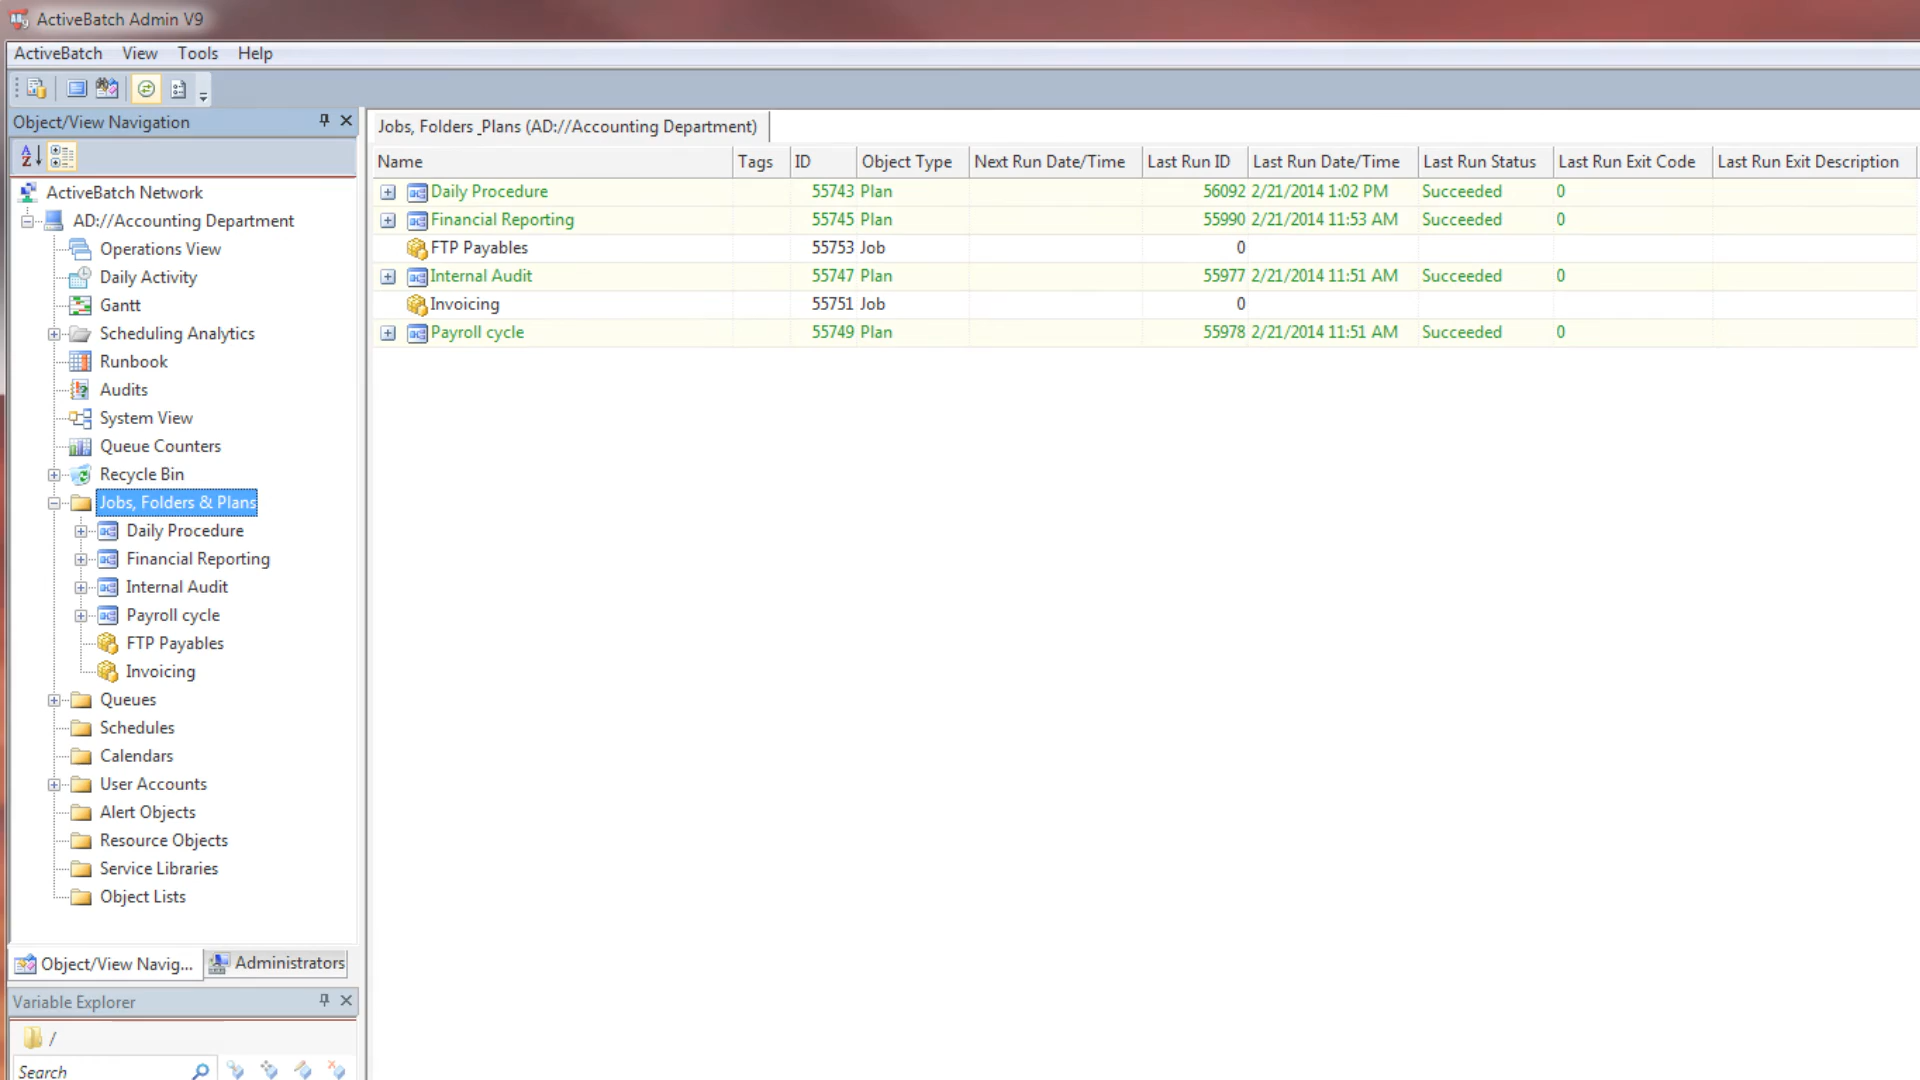 ActiveBatch Admin V9
ActiveBatch View Tools Help
Object/View Navigation
ActiveBatch Network
AD://Accounting Department
Operations View
Daily Activity
Gantt
Scheduling Analytics
Runbook
Audits
System View
Queue Counters
Recycle Bin
Jobs, Folders & Plans
Daily Procedure
Financial Reporting
Internal Audit
Payroll cycle
FTP Payables
Invoicing
Queues
Schedules
Calendars
User Accounts
Alert Objects
Resource Objects
Service Libraries
Object Lists
Object/View Navig... Administrators
Variable Explorer
/
Search
Jobs, Folders _Plans (AD://Accounting Department)
Name Tags ID Object Type Next Run Date/Time Last Run ID Last Run Date/Time Last Run Status Last Run Exit Code Last Run Exit Description
Daily Procedure 55743 Plan 56092 2/21/2014 1:02 PM Succeeded 0
Financial Reporting 55745 Plan 55990 2/21/2014 11:53 AM Succeeded 0
FTP Payables 55753 Job 0
Internal Audit 55747 Plan 55977 2/21/2014 11:51 AM Succeeded 0
Invoicing 55751 Job 0
Payroll cycle 55749 Plan 55978 2/21/2014 11:51 AM Succeeded 0